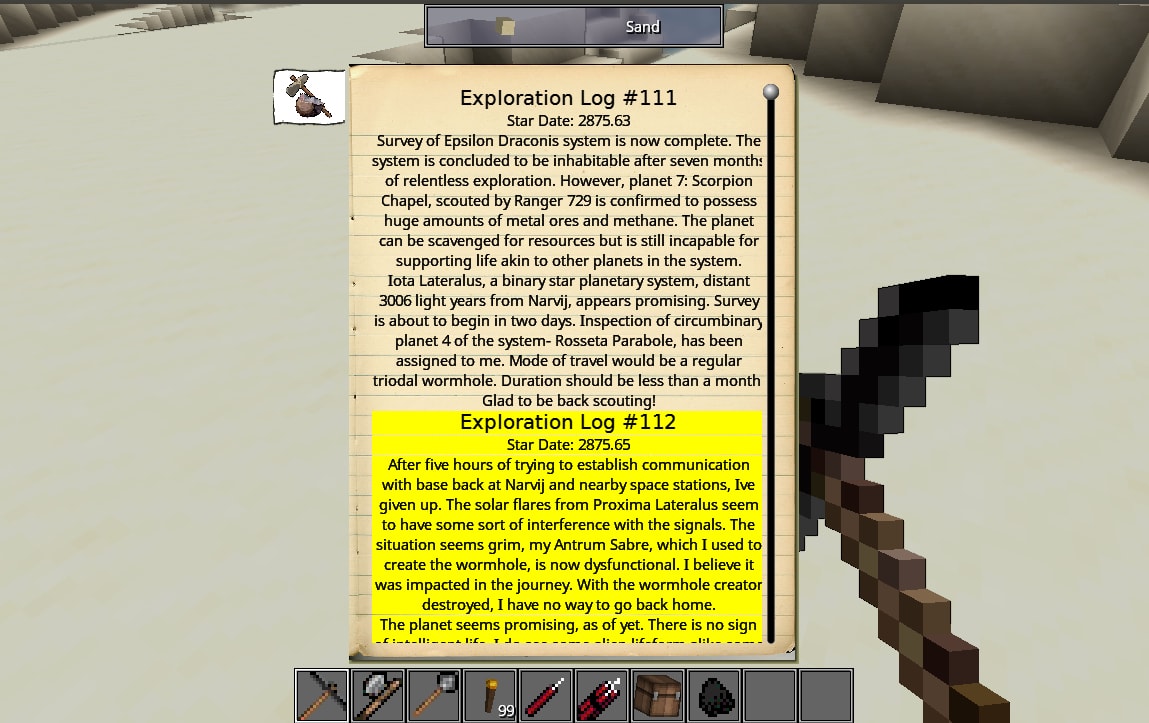 Sand
Exploration Log #111
Star Date: 2875.63
Survey of Epsilon Draconis system is now complete. The
system is concluded to be inhabitable after seven months
of relentless exploration. However, planet 7: Scorpion
Chapel, scouted by Ranger 729 is confirmed to possess
huge amounts of metal ores and methane. The planet
can be scavenged for resources but is still incapable for
supporting life akin to other planets in the system.
Iota Lateralus, a binary star planetary system, distant
3006 light years from Narvij, appears promising. Survey
is about to begin in two days. Inspection of circumbinary
planet 4 of the system- Rosseta Parabole, has been
assigned to me. Mode of travel would be a regular
triodal wormhole. Duration should be less than a month
Glad to be back scouting!
Exploration Log #112
Star Date: 2875.65
After five hours of trying to establish communication
with base back at Narvij and nearby space stations, Ive
given up. The solar flares from Proxima Lateralus seem
to have some sort of interference with the signals. The
situation seems grim, my Antrum Sabre, which I used to
create the wormhole, is now dysfunctional. I believe it
was impacted in the journey. With the wormhole creator
destroyed, I have no way to go back home.
The planet seems promising, as of yet. There is no sign
of intelligent life. I do see some alien lifeform alike some
99